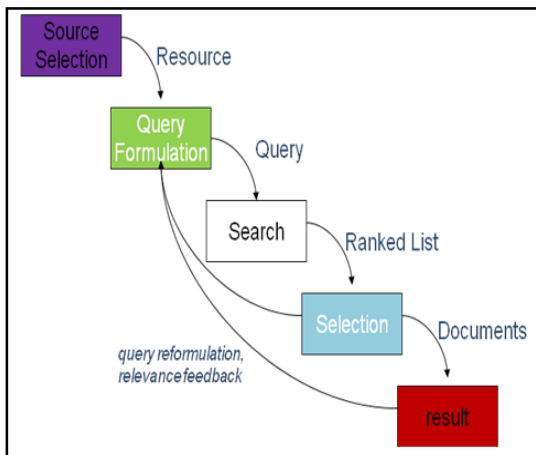 Source
Selection
Resource
Query
Formulation
Query
Search
Ranked List
Selection
Documents
query reformulation,
relevance feedback
result